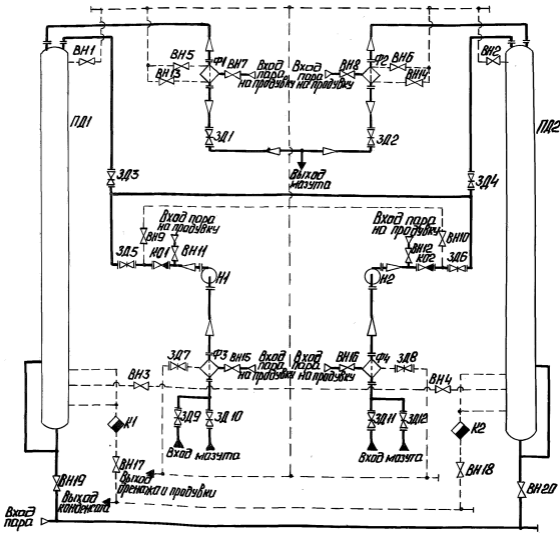 ВН1
ВН5
ВН13
Ф1
ВН7
Вход
пара
на продувку
Вход
пара
на продувку
ВН8
Ф2
ВН6
ВН14
ВН2
ПД1
ЗД1
ЗД2
ПД2
Выход
мазута
ЗД3
ЗД4
Вход пара
на продувку
ВН9
ЗД5
КО1
ВН11
Н1
Вход пара
на продувку
ВН10
ВН12
КО2
ЗД6
Н2
ЗД7
Ф3
ВН15
Вход
пара
на продувку
Вход
пара
на продувку
ВН16
Ф4
ЗД8
ВН3
ВН4
К1
ЗД9
ЗД10
Вход мазута
ЗД11
ЗД12
Вход мазута
К2
ВН17
Выход
дренажа и продувки
ВН18
ВН19
Выход
конденсата
ВН20
Вход
пара